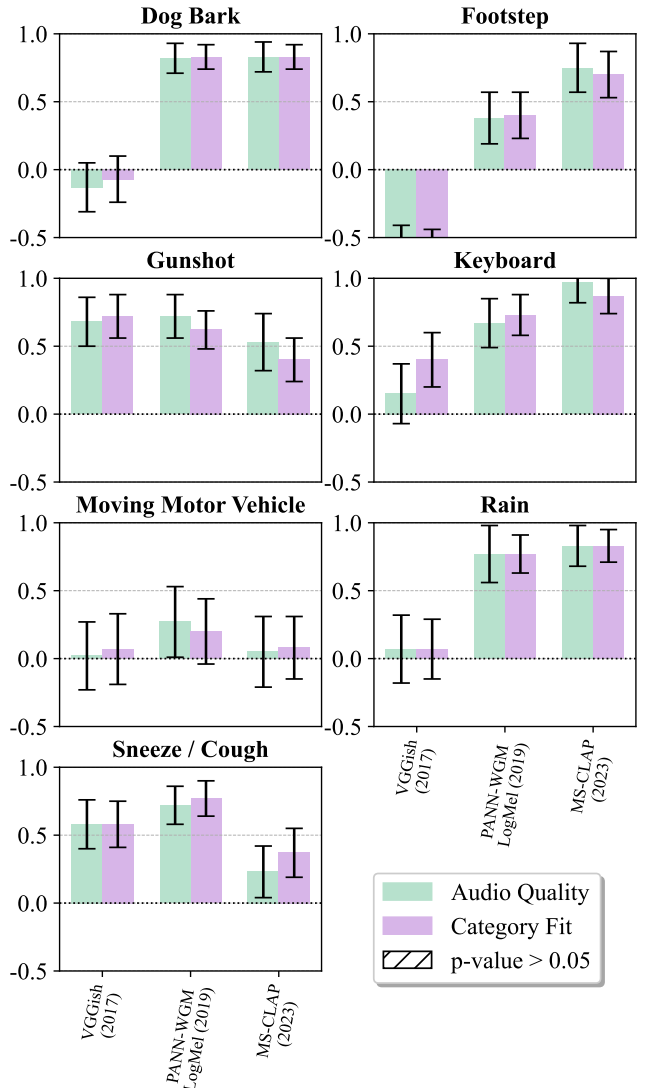 Dog Bark
1.0
0.5
0.0
-0.5
Footstep
1.0
0.5
0.0
-0.5
Gunshot
1.0
0.5
0.0
-0.5
Keyboard
1.0
0.5
0.0
-0.5
Moving Motor Vehicle
1.0
0.5
0.0
-0.5
Rain
1.0
0.5
0.0
-0.5
VGGish
(2017)
PANN-WGM
LogMel (2019)
MS-CLAP
(2023)
Sneeze / Cough
1.0
0.5
0.0
-0.5
VGGish
(2017)
PANN-WGM
LogMel (2019)
MS-CLAP
(2023)
Audio Quality
Category Fit
p-value > 0.05